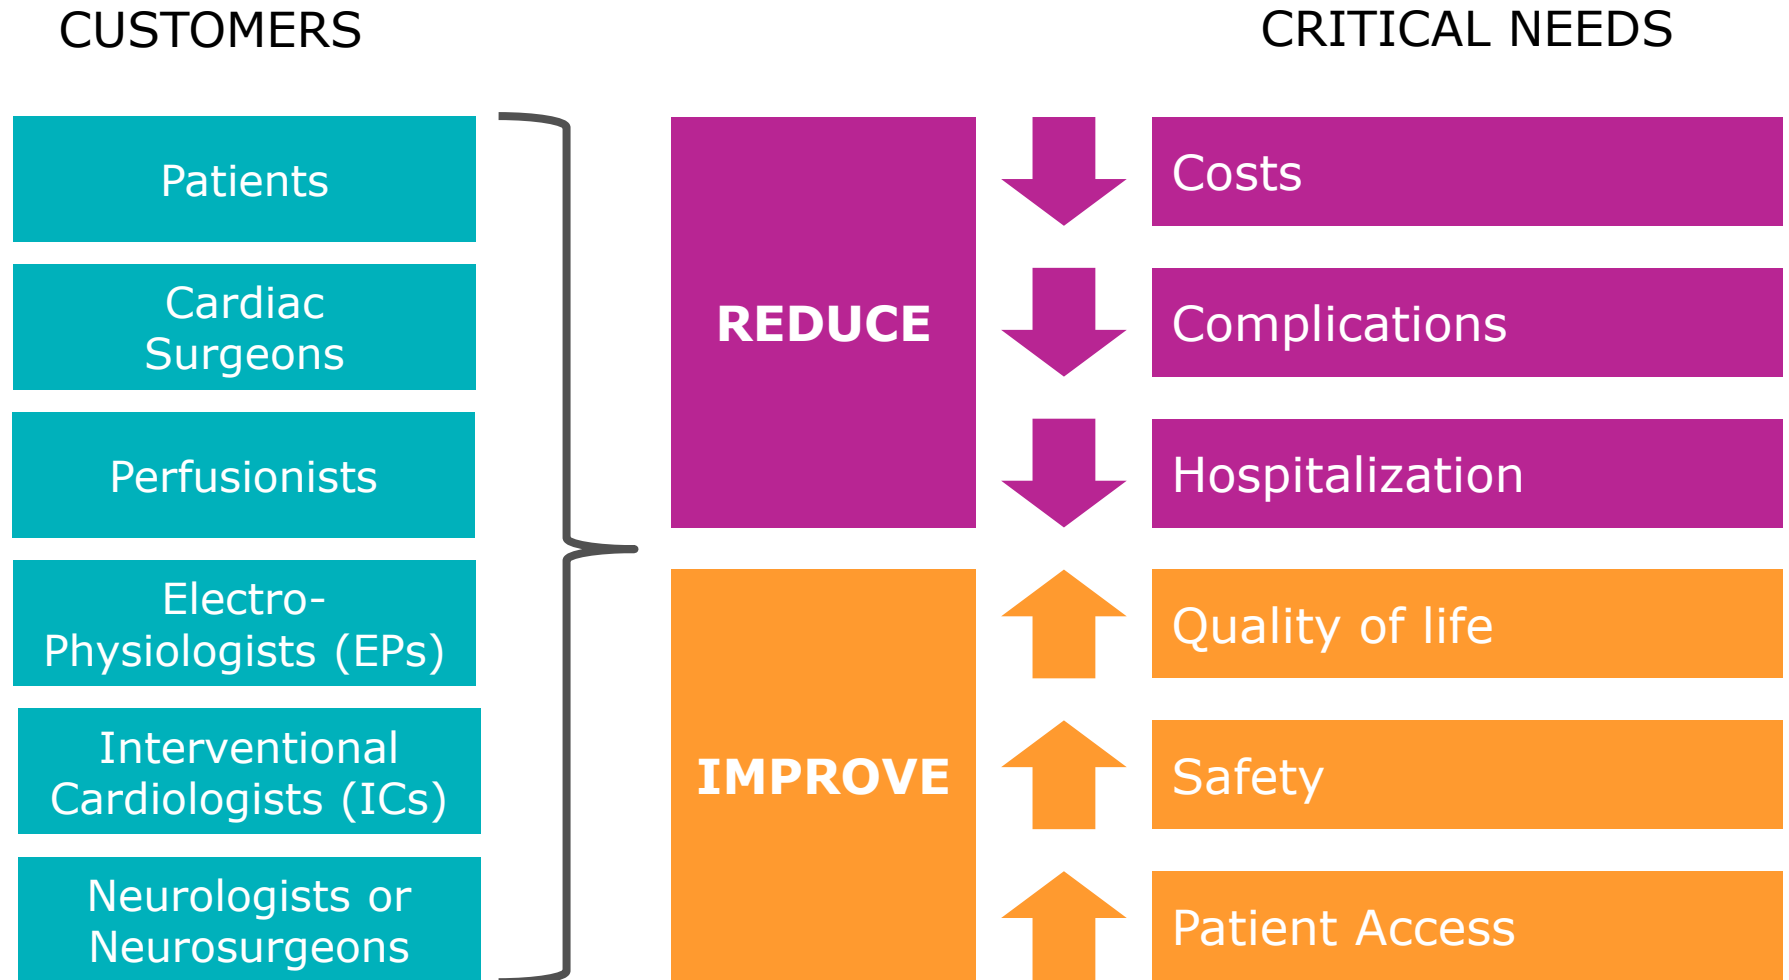 CUSTOMERS
CRITICAL NEEDS
Patients
Cardiac
Surgeons
Perfusionists
Electro-
Physiologists (EPs)
Interventional
Cardiologists (ICs)
Neurologists or
Neurosurgeons
REDUCE
Costs
Complications
Hospitalization
IMPROVE
Quality of life
Safety
Patient Access